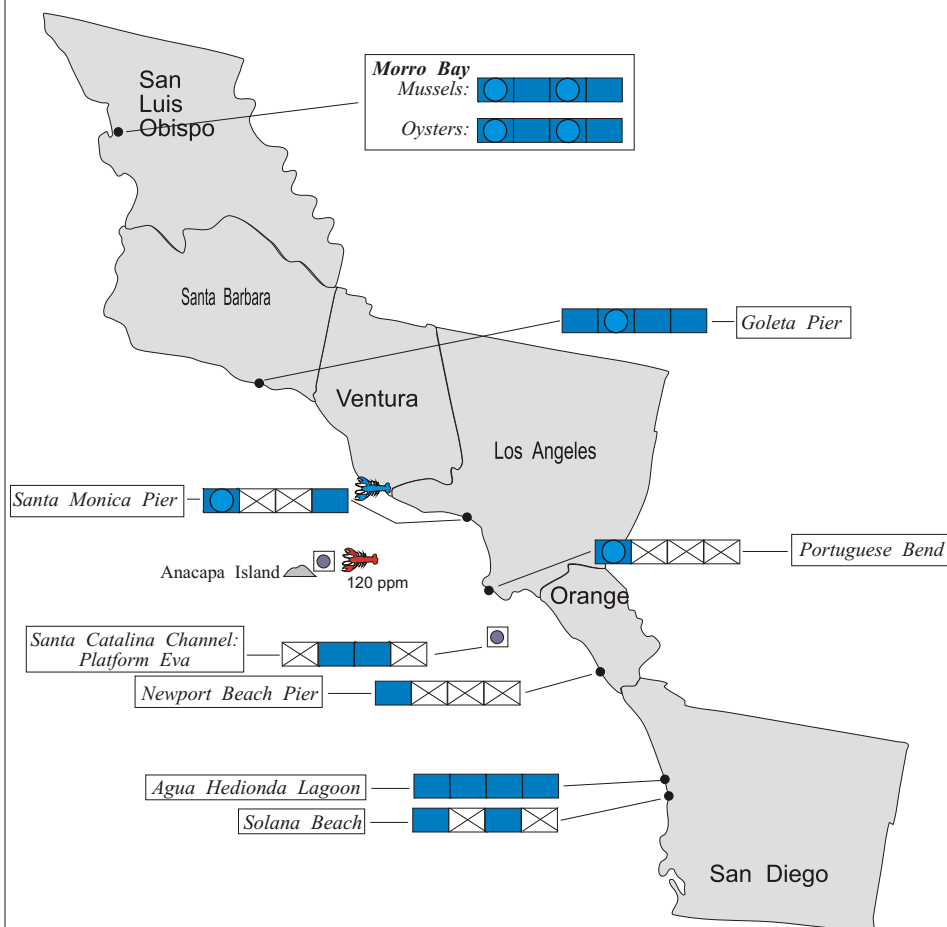 San
Luis
Obispo
Morro Bay
Mussels:
Oysters:
Santa Barbara
Goleta Pier
Ventura
Los Angeles
Santa Monica Pier
Portuguese Bend
Anacapa Island
120 ppm
Orange
Santa Catalina Channel:
Platform Eva
Newport Beach Pier
Agua Hedionda Lagoon
Solana Beach
San Diego